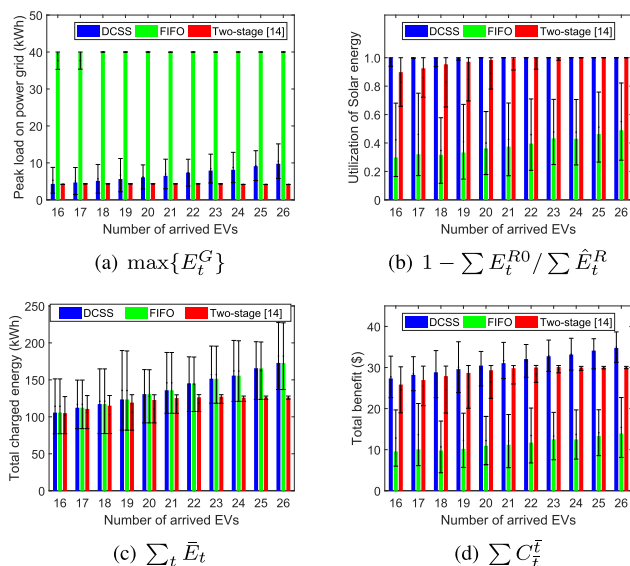 DCSS FIFO Two-stage [14]
Peak load on power grid (kWh)
50
40
30
20
10
0
16 17 18 19 20 21 22 23 24 25 26
Number of arrived EVs
(a) max{E_t^G}
DCSS FIFO Two-stage [14]
Utilization of Solar energy
1.0
0.8
0.6
0.4
0.2
0
16 17 18 19 20 21 22 23 24 25 26
Number of arrived EVs
(b) 1 − ∑ E_t^{R0}/ ∑ Ê_t^R
DCSS FIFO Two-stage [14]
Total charged energy (kWh)
250
200
150
100
50
0
16 17 18 19 20 21 22 23 24 25 26
Number of arrived EVs
(c) ∑_t Ē_t
DCSS FIFO Two-stage [14]
Total benefit ($)
40
30
20
10
0
16 17 18 19 20 21 22 23 24 25 26
Number of arrived EVs
(d) ∑ C_{t̲}^{t̄}